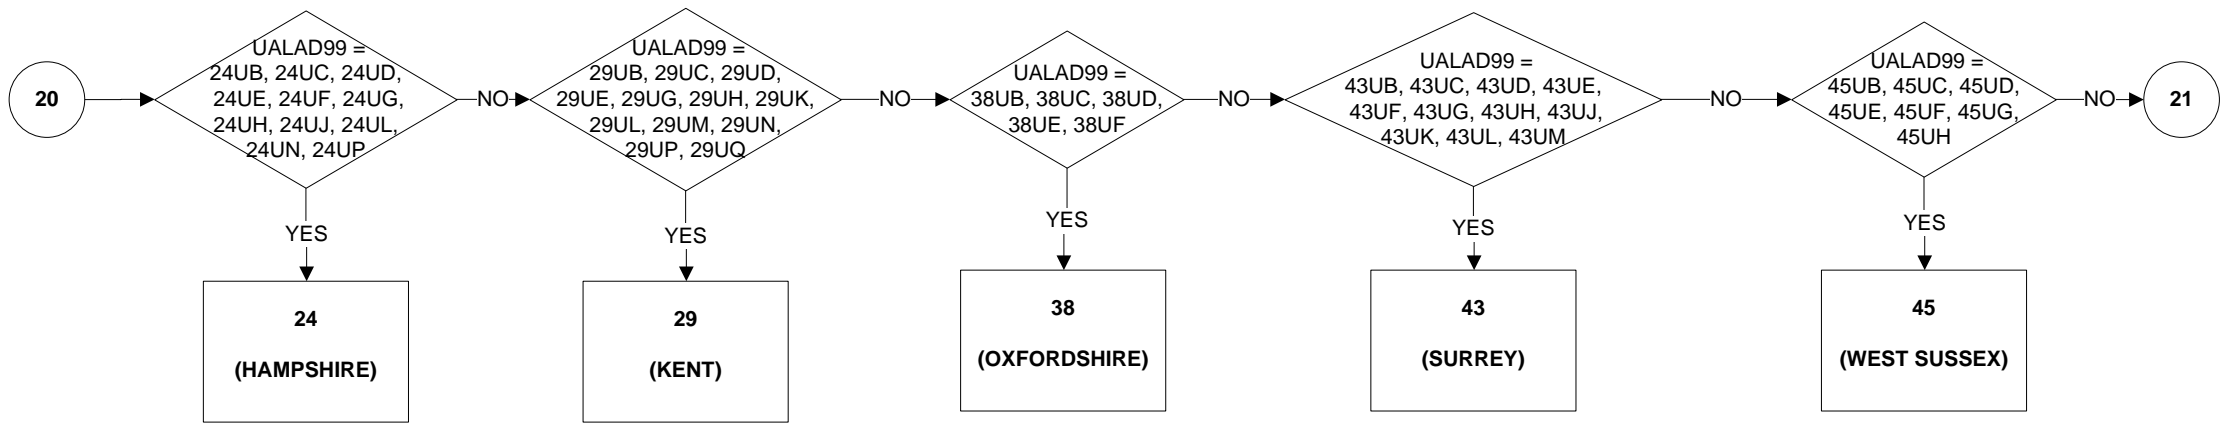 20
UALAD99 =
24UB, 24UC, 24UD,
24UE, 24UF, 24UG,
24UH, 24UJ, 24UL,
24UN, 24UP
NO
UALAD99 =
29UB, 29UC, 29UD,
29UE, 29UG, 29UH, 29UK,
29UL, 29UM, 29UN,
29UP, 29UQ
NO
UALAD99 =
38UB, 38UC, 38UD,
38UE, 38UF
NO
UALAD99 =
43UB, 43UC, 43UD, 43UE,
43UF, 43UG, 43UH, 43UJ,
43UK, 43UL, 43UM
NO
UALAD99 =
45UB, 45UC, 45UD,
45UE, 45UF, 45UG,
45UH
NO
21
YES
YES
YES
YES
YES
24
(HAMPSHIRE)
29
(KENT)
38
(OXFORDSHIRE)
43
(SURREY)
45
(WEST SUSSEX)